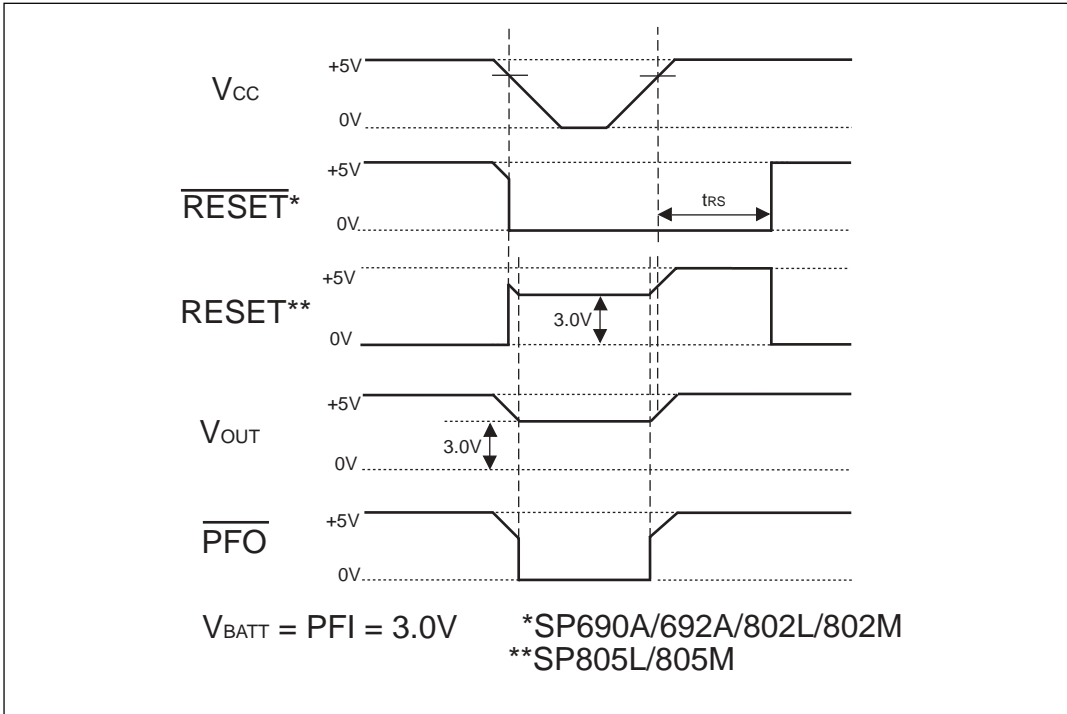 +5V
VCC
0V
+5V
RESET*
tRS
0V
+5V
RESET**
3.0V
0V
+5V
VOUT
3.0V
0V
+5V
PFO
0V
VBATT = PFI = 3.0V
*SP690A/692A/802L/802M
**SP805L/805M